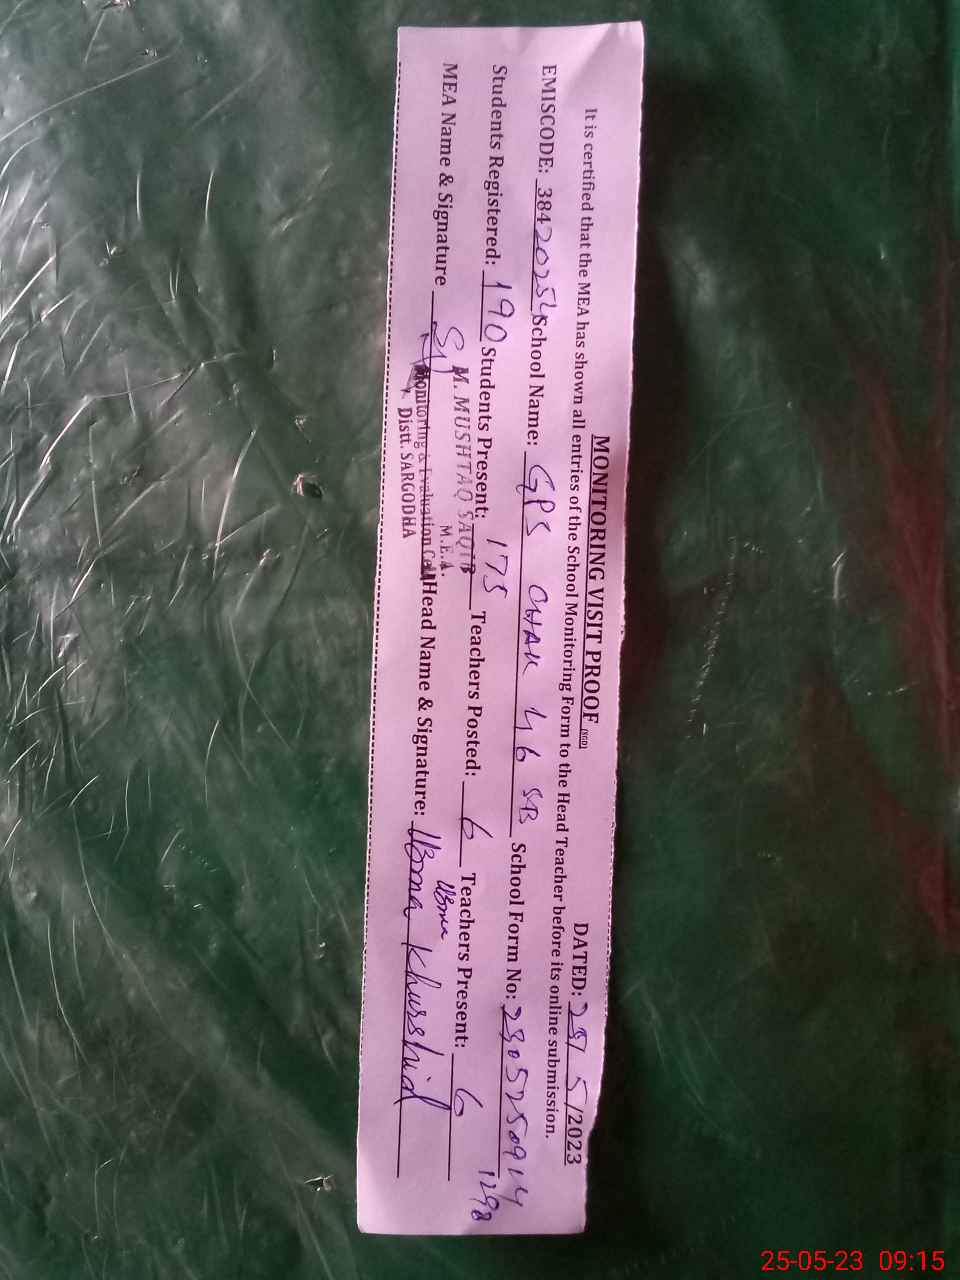 MONITORING VISIT PROOF (SGD)
DATED: 25/ 5 /2023
It is certified that the MEA has shown all entries of the School Monitoring Form to the Head Teacher before its online submission.
EMISCODE: 38420254 School Name: GPS CHAK 46 SB School Form No: 2305250914
1298
Students Registered: 190 Students Present: 175 Teachers Posted: 6 Teachers Present: 6
MEA Name & Signature Head Name & Signature: Uzma Khurshid
Uzma
M. MUSHTAQ SAQIB
M.E.A.
Monitoring & Evaluation Cell
Distt. SARGODHA
25-05-23 09:15